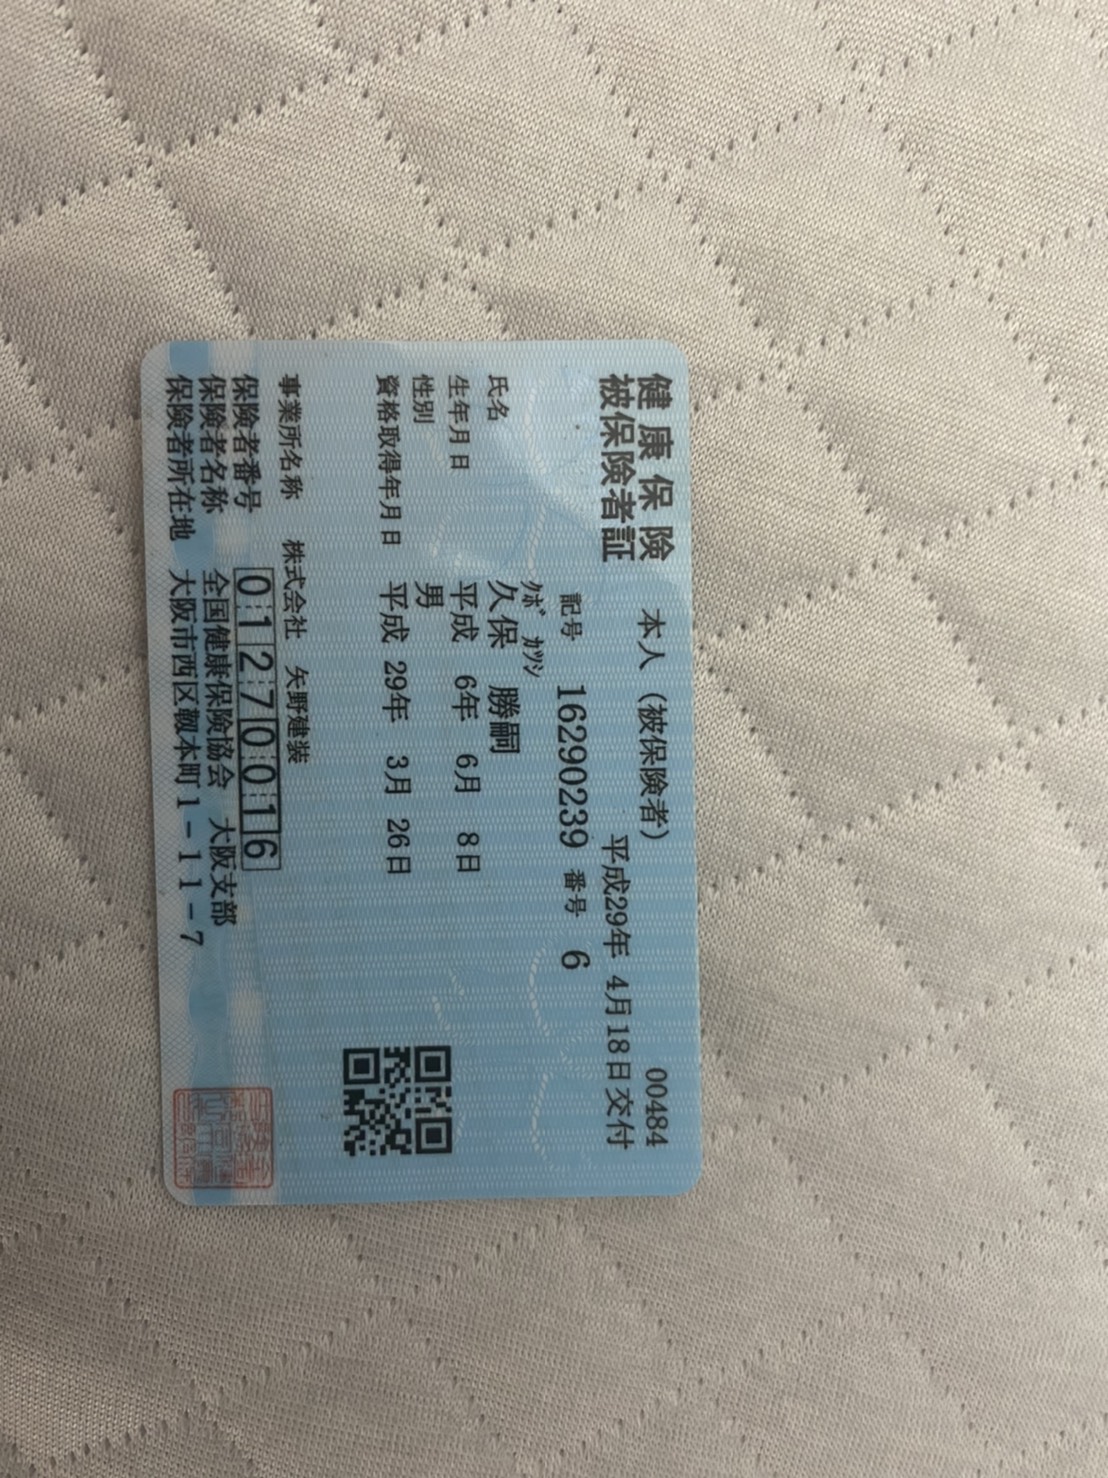 健康保険 本人（被保険者） 00484
被保険者証 平成29年 4月18日交付
記号 16290239 番号 6
ｸﾎﾞ ｶﾂｼ
氏名 久保 勝嗣
生年月日 平成 6年 6月 8日
性別 男
資格取得年月日 平成 29年 3月 26日
事業所名称 株式会社 矢野建装
保険者番号 01270016
保険者名称 全国健康保険協会 大阪支部
保険者所在地 大阪市西区靱本町1-11-7